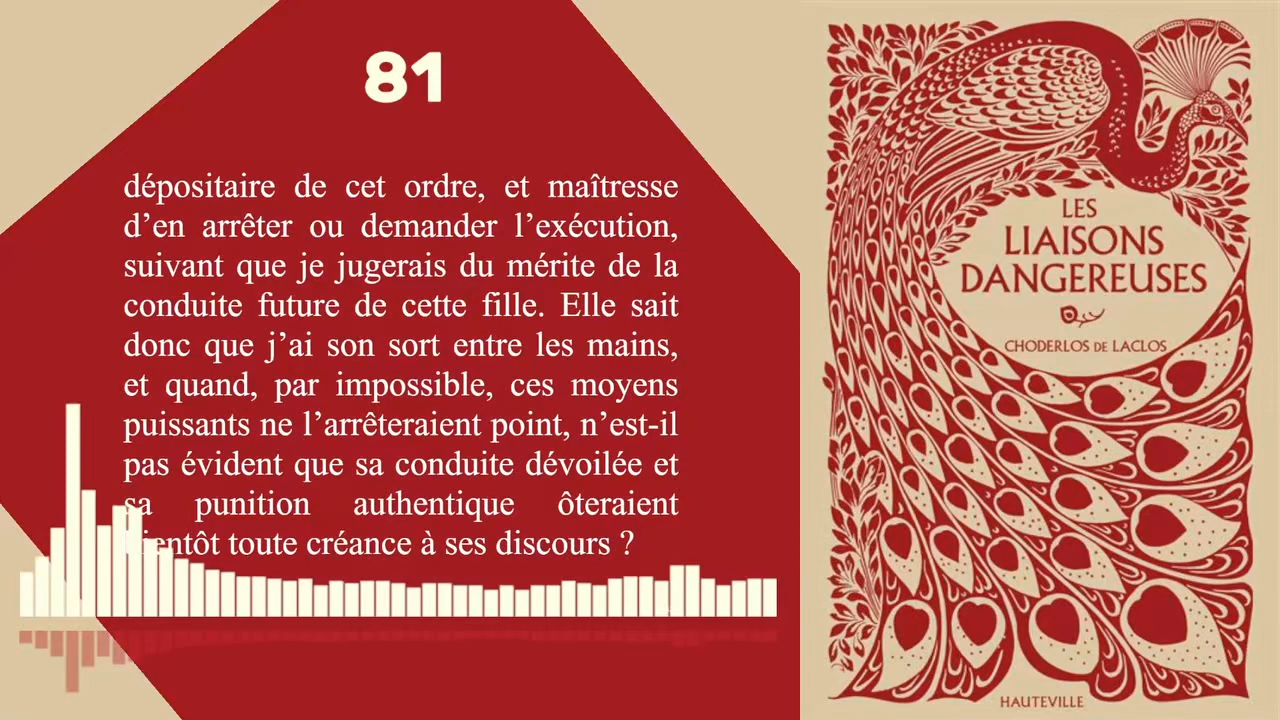 81
dépositaire de cet ordre, et maîtresse
d’en arrêter ou demander l’exécution,
suivant que je jugerais du mérite de la
conduite future de cette fille. Elle sait
donc que j’ai son sort entre les mains,
et quand, par impossible, ces moyens
puissants ne l’arrêteraient point, n’est-il
pas évident que sa conduite dévoilée et
sa punition authentique ôteraient
bientôt toute créance à ses discours ?
LES
LIAISONS
DANGEREUSES
CHODERLOS DE LACLOS
HAUTEVILLE